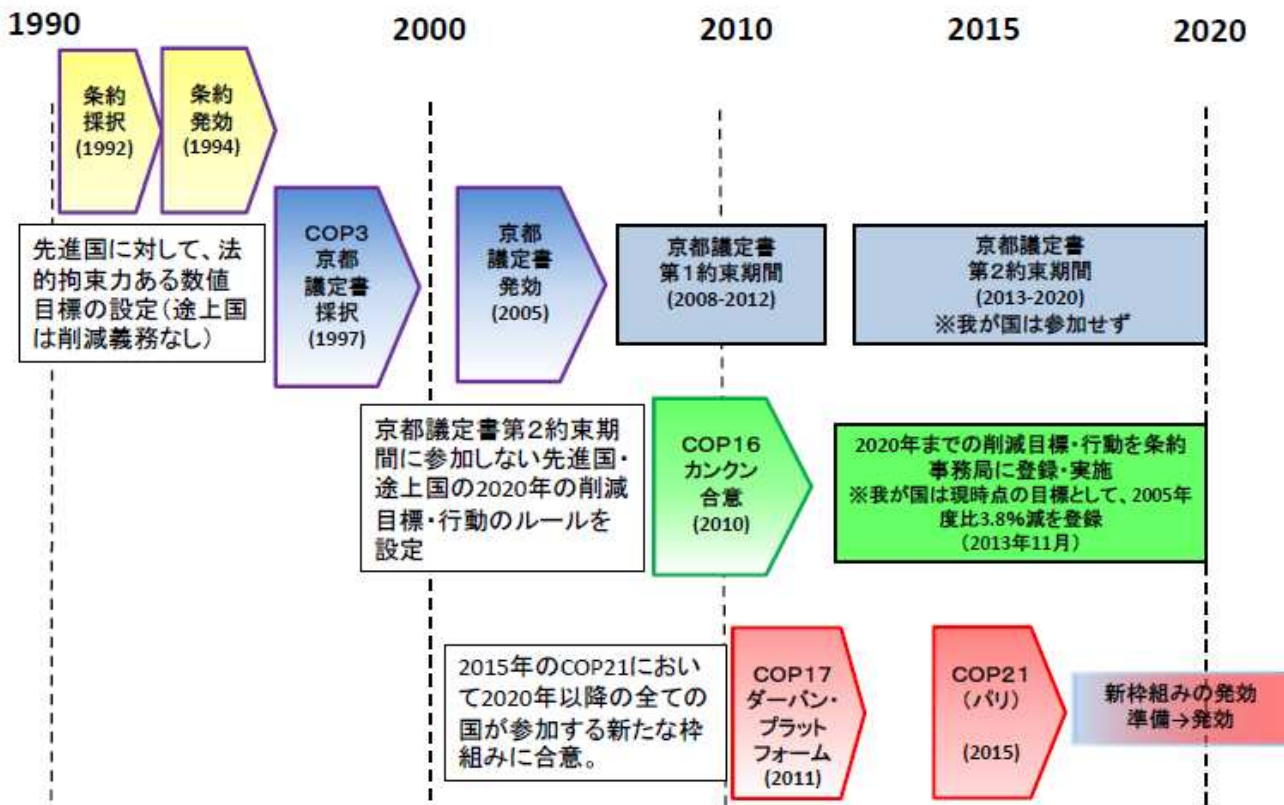 1990
2000
2010
2015
2020
条約
採択
(1992)
条約
発効
(1994)
先進国に対して、法
的拘束力ある数値
目標の設定(途上国
は削減義務なし)
COP3
京都
議定書
採択
(1997)
京都
議定書
発効
(2005)
京都議定書
第1約束期間
(2008-2012)
京都議定書
第2約束期間
(2013-2020)
※我が国は参加せず
京都議定書第2約束期
間に参加しない先進国・
途上国の2020年の削減
目標・行動のルールを
設定
COP16
カンクン
合意
(2010)
2020年までの削減目標・行動を条約
事務局に登録・実施
※我が国は現時点の目標として、2005年
度比3.8%減を登録
(2013年11月)
2015年のCOP21におい
て2020年以降の全ての
国が参加する新たな枠
組みに合意。
COP17
ダーバン・
プラット
フォーム
(2011)
COP21
(パリ)
(2015)
新枠組みの発効
準備→発効